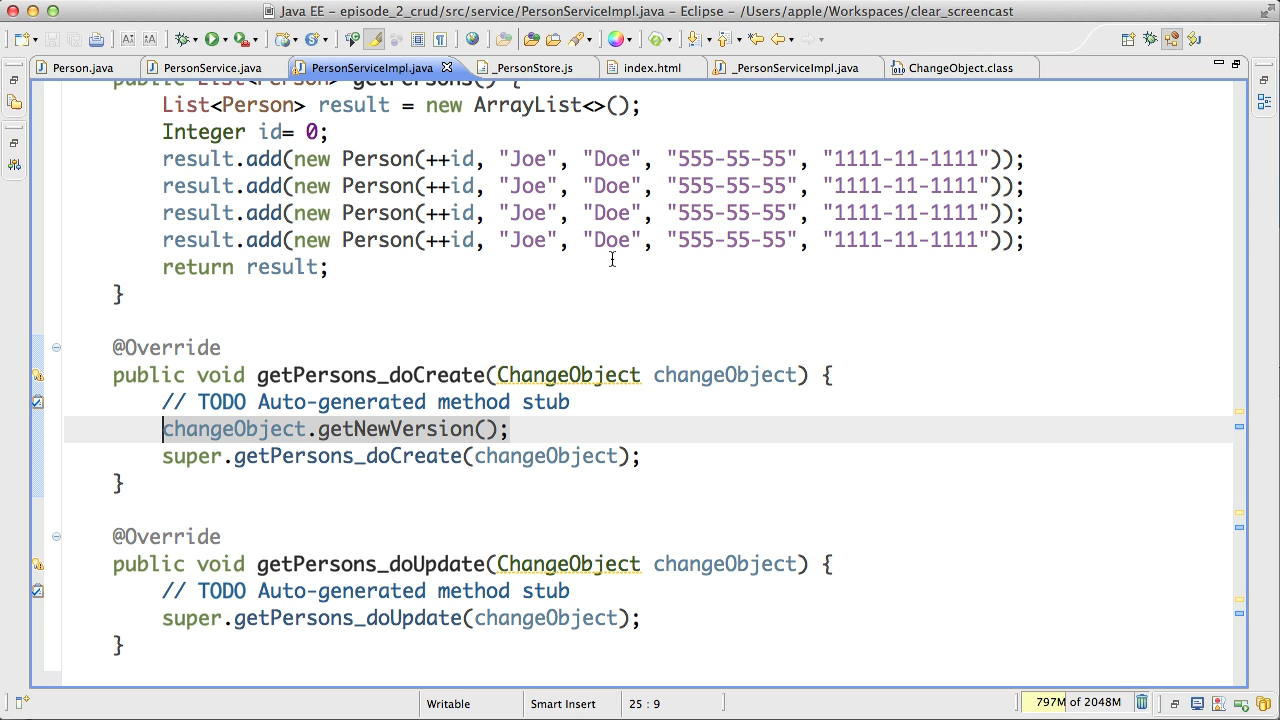 Java EE - episode_2_crud/src/service/PersonServiceImpl.java - Eclipse - /Users/apple/Workspaces/clear_screencast
Person.java PersonService.java PersonServiceImpl.java _PersonStore.js index.html _PersonServiceImpl.java ChangeObject.class
public List<Person> getPersons() {
List<Person> result = new ArrayList<>();
Integer id= 0;
result.add(new Person(++id, "Joe", "Doe", "555-55-55", "1111-11-1111"));
result.add(new Person(++id, "Joe", "Doe", "555-55-55", "1111-11-1111"));
result.add(new Person(++id, "Joe", "Doe", "555-55-55", "1111-11-1111"));
result.add(new Person(++id, "Joe", "Doe", "555-55-55", "1111-11-1111"));
return result;
}
@Override
public void getPersons_doCreate(ChangeObject changeObject) {
// TODO Auto-generated method stub
changeObject.getNewVersion();
super.getPersons_doCreate(changeObject);
}
@Override
public void getPersons_doUpdate(ChangeObject changeObject) {
// TODO Auto-generated method stub
super.getPersons_doUpdate(changeObject);
}
Writable Smart Insert 25 : 9 797M of 2048M